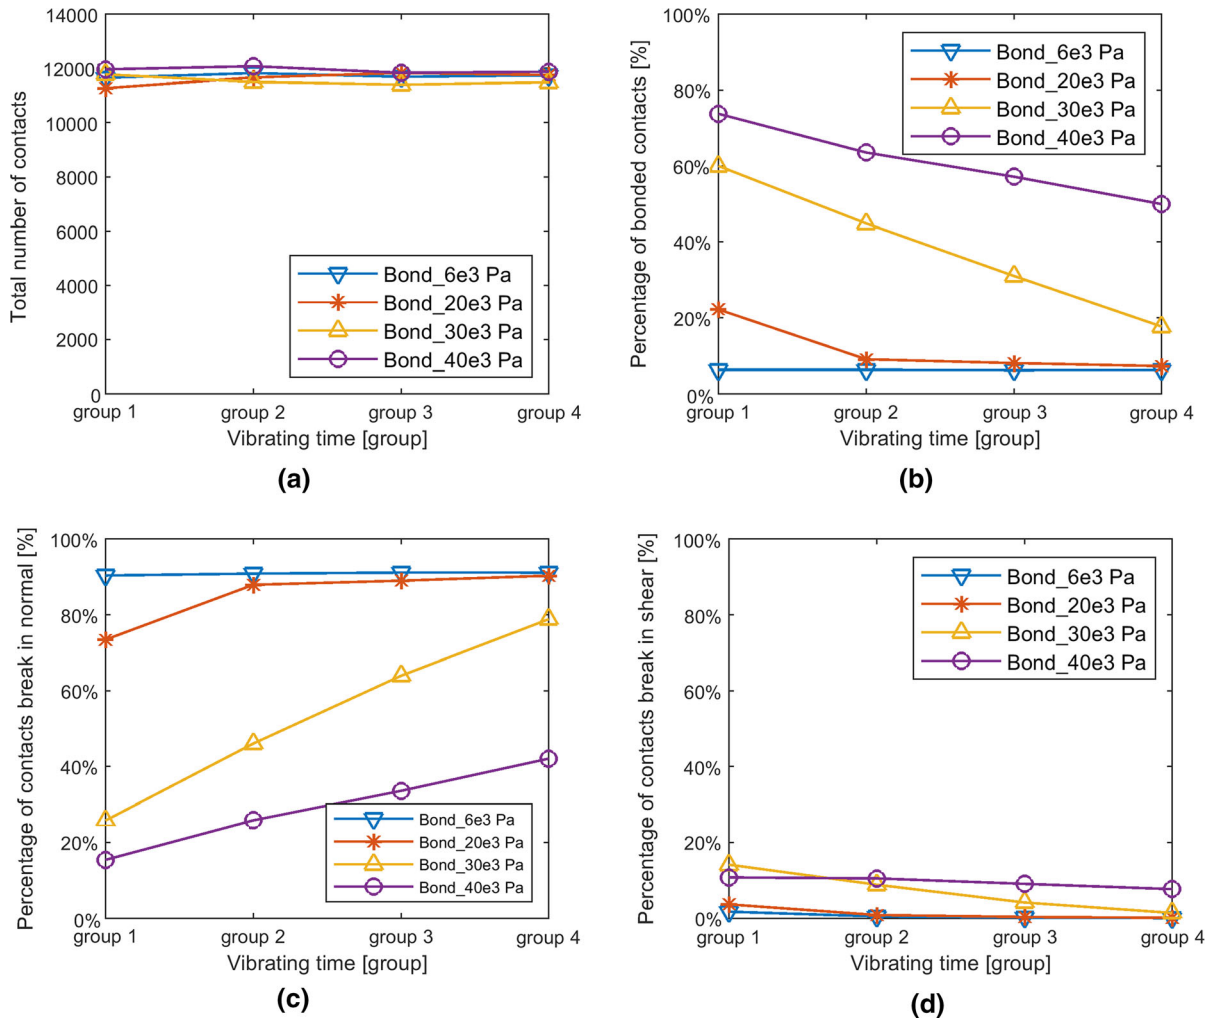 14000
12000
10000
8000
6000
4000
2000
0
Total number of contacts
Bond_6e3 Pa
Bond_20e3 Pa
Bond_30e3 Pa
Bond_40e3 Pa
group 1 group 2 group 3 group 4
Vibrating time [group]
(a)
100%
80%
60%
40%
20%
0%
Percentage of bonded contacts [%]
Bond_6e3 Pa
Bond_20e3 Pa
Bond_30e3 Pa
Bond_40e3 Pa
group 1 group 2 group 3 group 4
Vibrating time [group]
(b)
100%
80%
60%
40%
20%
0%
Percentage of contacts break in normal [%]
Bond_6e3 Pa
Bond_20e3 Pa
Bond_30e3 Pa
Bond_40e3 Pa
group 1 group 2 group 3 group 4
Vibrating time [group]
(c)
100%
80%
60%
40%
20%
0%
Percentage of contacts break in shear [%]
Bond_6e3 Pa
Bond_20e3 Pa
Bond_30e3 Pa
Bond_40e3 Pa
group 1 group 2 group 3 group 4
Vibrating time [group]
(d)